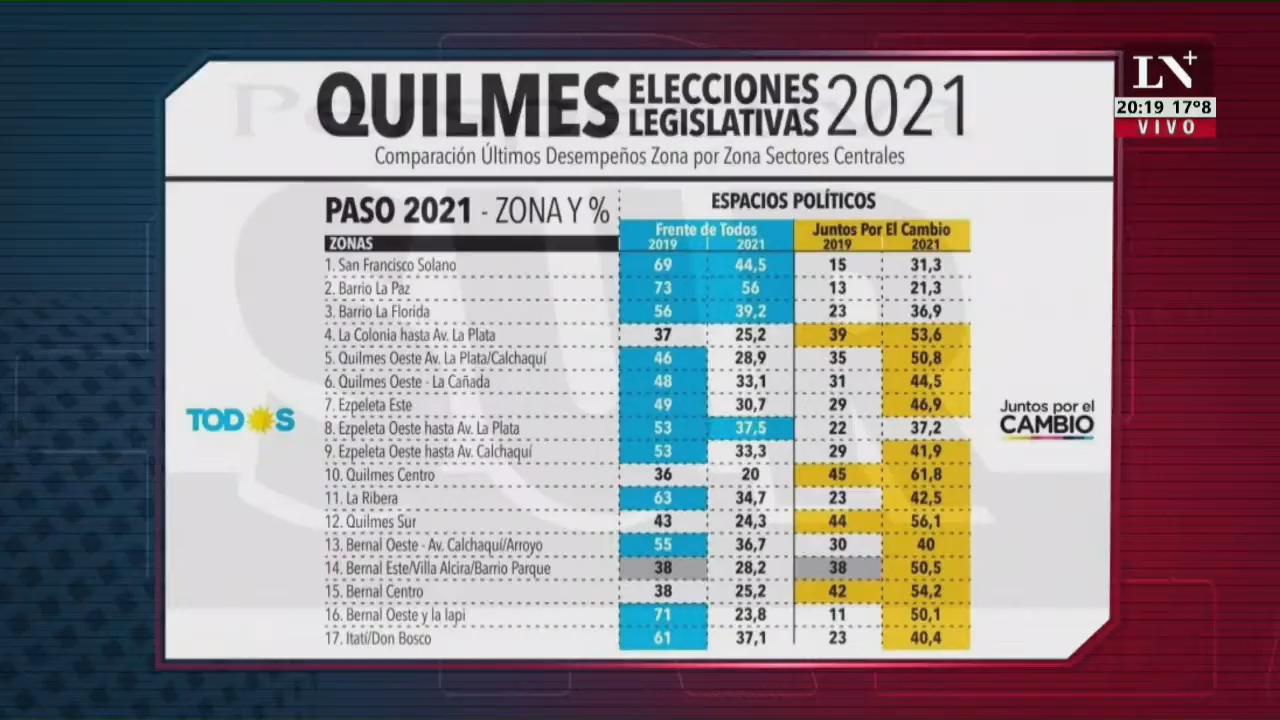 LN+
20:19 17°8
VIVO
QUILMES ELECCIONES LEGISLATIVAS 2021
Comparación Últimos Desempeños Zona por Zona Sectores Centrales
PASO 2021 - ZONA Y %
ESPACIOS POLÍTICOS
Frente de Todos Juntos Por El Cambio
ZONAS 2019 2021 2019 2021
1. San Francisco Solano 69 44,5 15 31,3
2. Barrio La Paz 73 56 13 21,3
3. Barrio La Florida 56 39,2 23 36,9
4. La Colonia hasta Av. La Plata 37 25,2 39 53,6
5. Quilmes Oeste Av. La Plata/Calchaquí 46 28,9 35 50,8
6. Quilmes Oeste - La Cañada 48 33,1 31 44,5
7. Ezpeleta Este 49 30,7 29 46,9
8. Ezpeleta Oeste hasta Av. La Plata 53 37,5 22 37,2
9. Ezpeleta Oeste hasta Av. Calchaquí 53 33,3 29 41,9
10. Quilmes Centro 36 20 45 61,8
11. La Ribera 63 34,7 23 42,5
12. Quilmes Sur 43 24,3 44 56,1
13. Bernal Oeste - Av. Calchaquí/Arroyo 55 36,7 30 40
14. Bernal Este/Villa Alcira/Barrio Parque 38 28,2 38 50,5
15. Bernal Centro 38 25,2 42 54,2
16. Bernal Oeste y la Iapi 71 23,8 11 50,1
17. Itatí/Don Bosco 61 37,1 23 40,4
TODOS
Juntos por el
CAMBIO